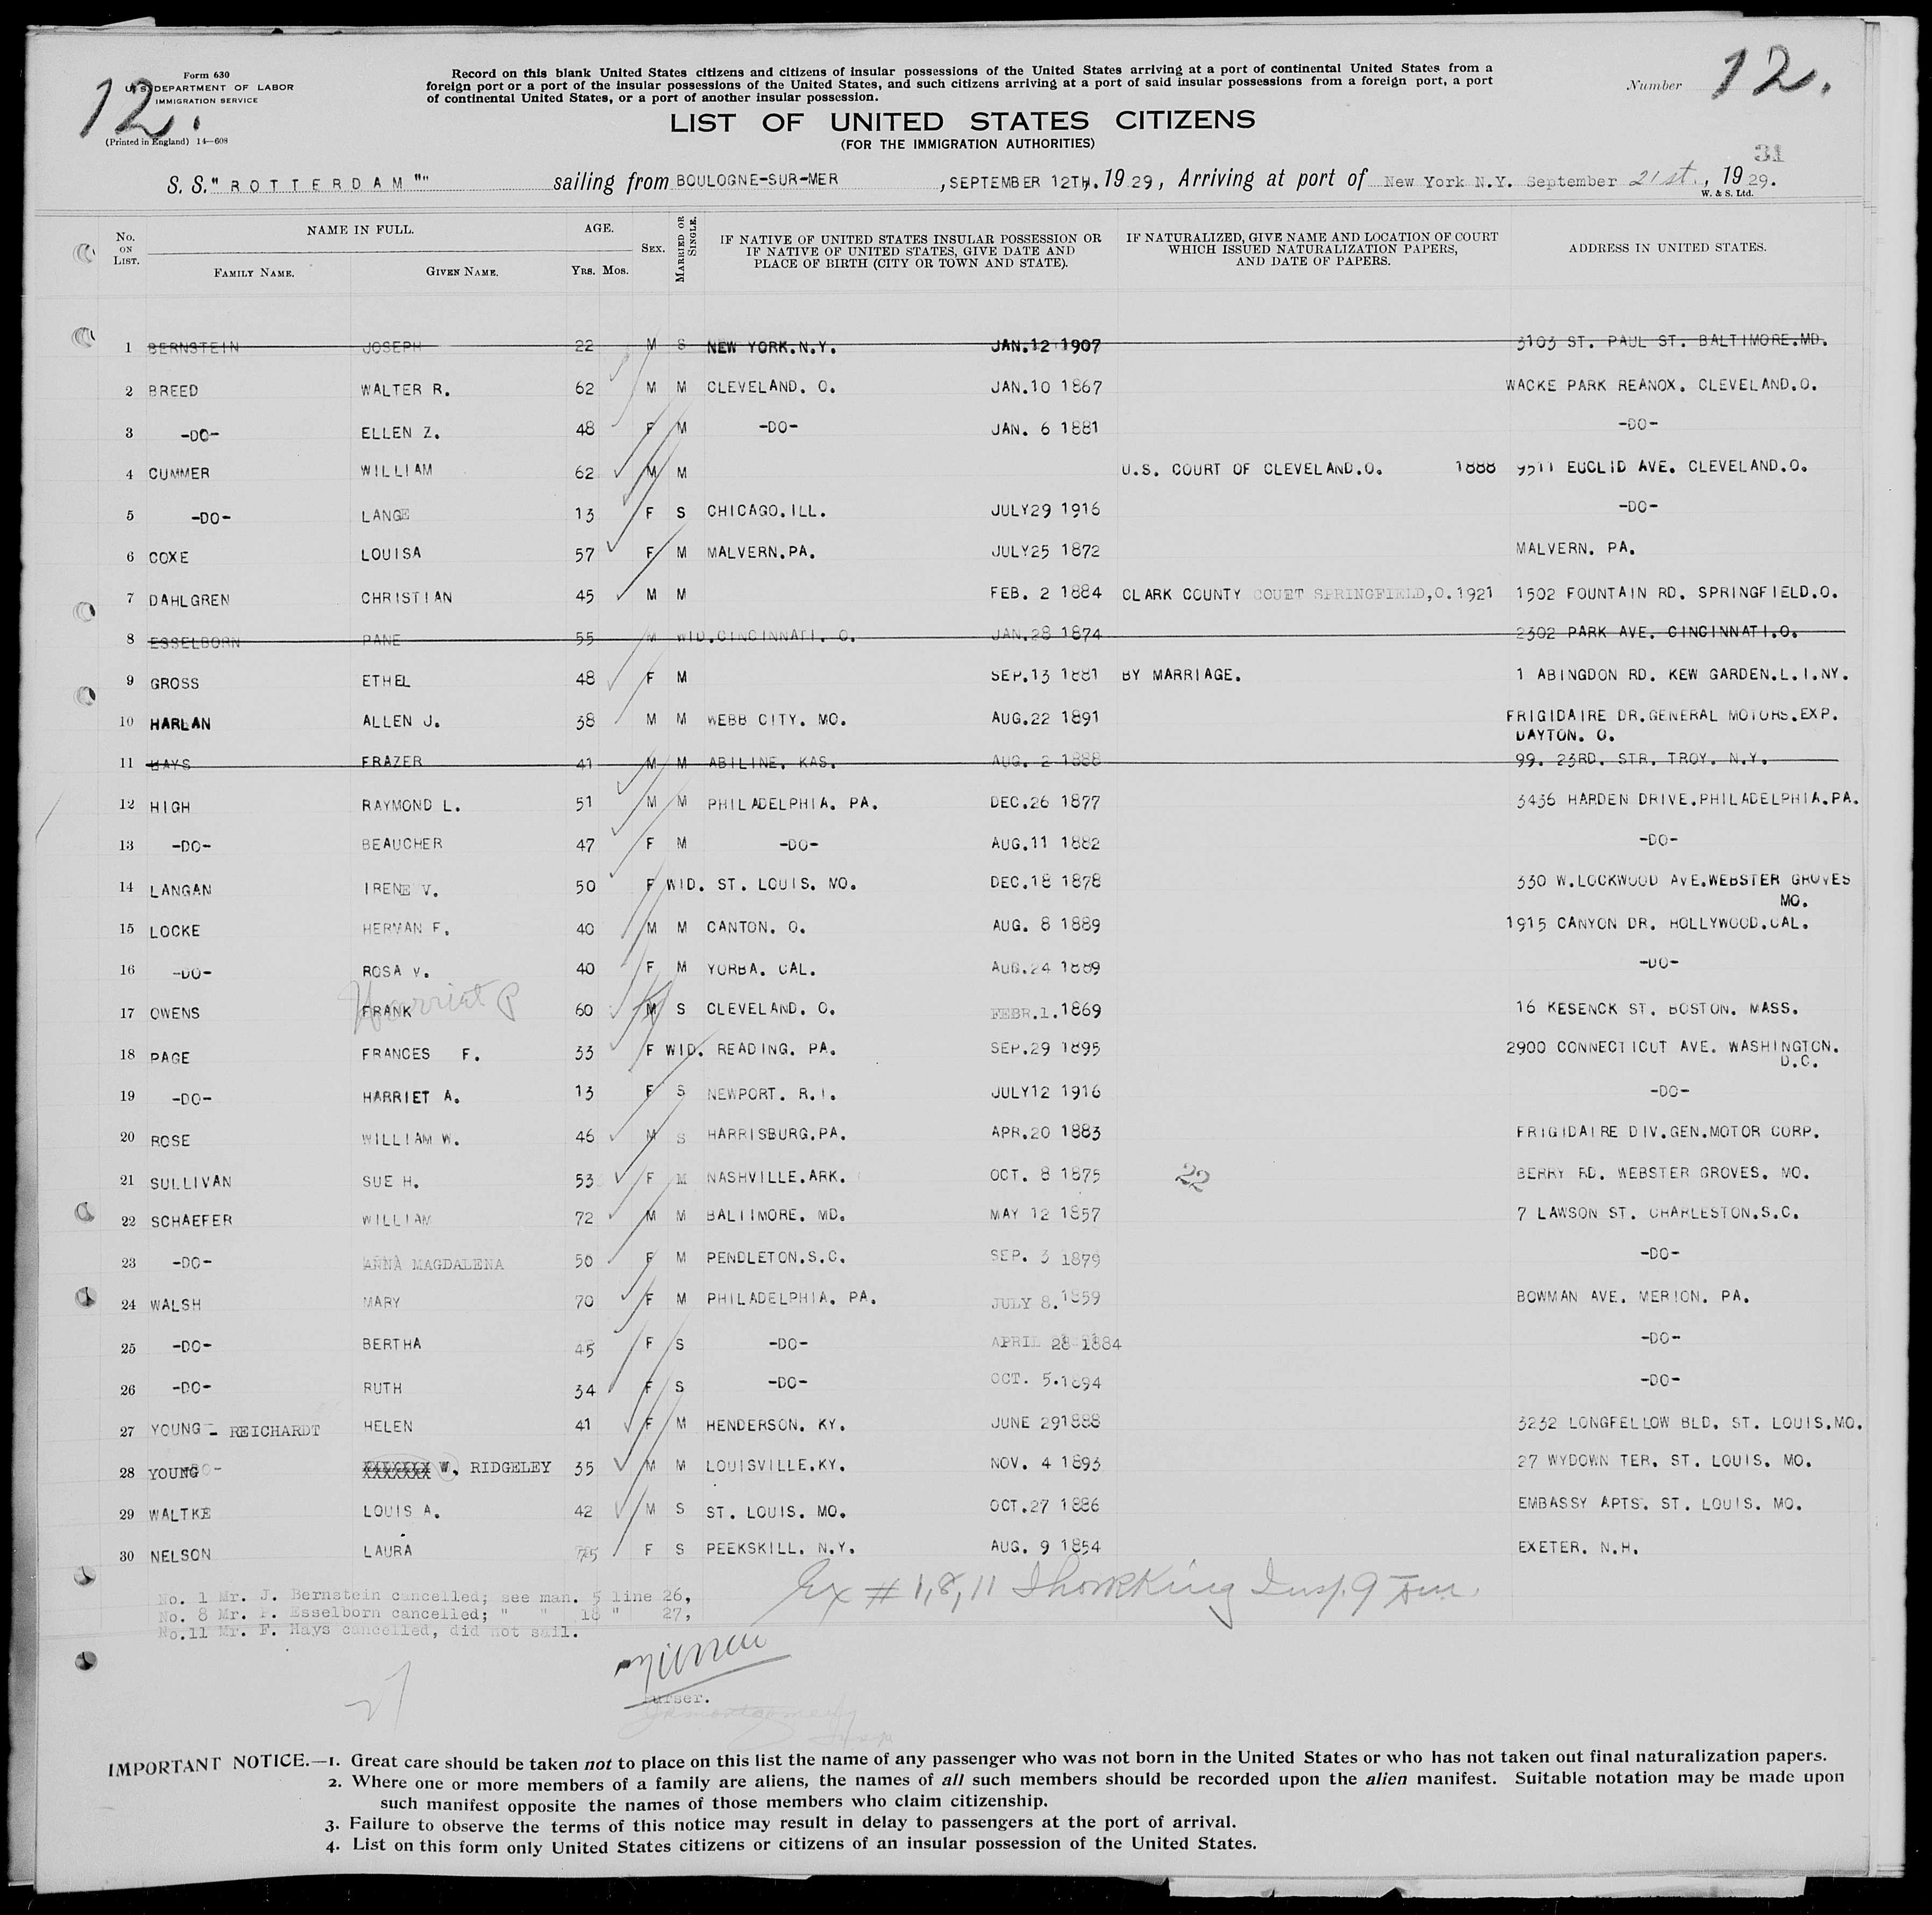 12.
Form 630
U.S. DEPARTMENT OF LABOR
IMMIGRATION SERVICE
(Printed in England) 14—608
Record on this blank United States citizens and citizens of insular possessions of the United States arriving at a port of continental United States from a
foreign port or a port of the insular possessions of the United States, and such citizens arriving at a port of said insular possessions from a foreign port, a port
of continental United States, or a port of another insular possession.
Number 12.
LIST OF UNITED STATES CITIZENS
(FOR THE IMMIGRATION AUTHORITIES)
31
S. S. "ROTTERDAM"" sailing from BOULOGNE-SUR-MER, SEPTEMBER 12TH. 1929, Arriving at port of New York N.Y. September 21st., 1929.
W. & S. Ltd.
No. ON LIST. NAME IN FULL. FAMILY NAME. GIVEN NAME. AGE. YRS. MOS. SEX. MARRIED OR SINGLE. IF NATIVE OF UNITED STATES INSULAR POSSESSION OR IF NATIVE OF UNITED STATES, GIVE DATE AND PLACE OF BIRTH (CITY OR TOWN AND STATE). IF NATURALIZED, GIVE NAME AND LOCATION OF COURT WHICH ISSUED NATURALIZATION PAPERS, AND DATE OF PAPERS. ADDRESS IN UNITED STATES.
1 BERNSTEIN JOSEPH 22 M S NEW YORK.N.Y. JAN.12 1907 3103 ST. PAUL ST. BALTIMORE.MD.
2 BREED WALTER R. 62 M M CLEVELAND. O. JAN.10 1867 WACKE PARK REANOX. CLEVELAND.O.
3 -DO- ELLEN Z. 48 F M -DO- JAN. 6 1881 -DO-
4 CUMMER WILLIAM 62 M M U.S. COURT OF CLEVELAND.O. 1888 9511 EUCLID AVE. CLEVELAND.O.
5 -DO- LANGE 13 F S CHICAGO.ILL. JULY29 1916 -DO-
6 COXE LOUISA 57 F M MALVERN.PA. JULY25 1872 MALVERN. PA.
7 DAHLGREN CHRISTIAN 45 M M FEB. 2 1884 CLARK COUNTY COUET SPRINGFIELD,O.1921 1502 FOUNTAIN RD. SPRINGFIELD.O.
8 ESSELBORN PANE 55 M WID. CINCINNATI. O. JAN.28 1874 2302 PARK AVE. CINCINNATI.O.
9 GROSS ETHEL 48 F M SEP.13 1881 BY MARRIAGE. 1 ABINGDON RD. KEW GARDEN.L.I.NY.
10 HARLAN ALLEN J. 38 M M WEBB CITY. MO. AUG.22 1891 FRIGIDAIRE DR.GENERAL MOTORS.EXP.
DAYTON. O.
11 HAYS FRAZER 41 M M ABILINE. KAS. AUG. 2 1888 99. 23RD. STR. TROY. N.Y.
12 HIGH RAYMOND L. 51 M M PHILADELPHIA. PA. DEC.26 1877 3436 HARDEN DRIVE.PHILADELPHIA.PA.
13 -DO- BEAUCHER 47 F M -DO- AUG.11 1882 -DO-
14 LANGAN IRENE V. 50 F WID. ST. LOUIS. MO. DEC.18 1878 330 W.LOCKWOOD AVE.WEBSTER GROVES
MO.
15 LOCKE HERMAN F. 40 M M CANTON. O. AUG. 8 1889 1915 CANYON DR. HOLLYWOOD.CAL.
16 -DO- ROSA V. 40 F M YORBA. CAL. AUG.24 1889 -DO-
Harriet P
17 OWENS FRANK 60 M S CLEVELAND. O. FEBR.1.1869 16 KESENCK ST. BOSTON. MASS.
18 PAGE FRANCES F. 33 F WID. READING. PA. SEP.29 1895 2900 CONNECTICUT AVE. WASHINGTON.
D.C.
19 -DO- HARRIET A. 13 F S NEWPORT. R.I. JULY12 1916 -DO-
20 ROSE WILLIAM W. 46 M S HARRISBURG.PA. APR.20 1883 FRIGIDAIRE DIV.GEN.MOTOR CORP.
21 SULLIVAN SUE H. 53 F M NASHVILLE.ARK. OCT. 8 1875 22 BERRY RD. WEBSTER GROVES. MO.
22 SCHAEFER WILLIAM 72 M M BALTIMORE. MD. MAY 12 1857 7 LAWSON ST. CHARLESTON.S.C.
23 -DO- ANNA MAGDALENA 50 F M PENDLETON.S.C. SEP. 3 1879 -DO-
24 WALSH MARY 70 F M PHILADELPHIA. PA. JULY 8.1859 BOWMAN AVE. MERION. PA.
25 -DO- BERTHA 45 F S -DO- APRIL 28 1884 -DO-
26 -DO- RUTH 34 F S -DO- OCT. 5.1894 -DO-
27 YOUNG - REICHARDT HELEN 41 F M HENDERSON. KY. JUNE 291888 3232 LONGFELLOW BLD. ST. LOUIS.MO.
28 YOUNG W. RIDGELEY 35 M M LOUISVILLE.KY. NOV. 4 1893 27 WYDOWN TER. ST. LOUIS. MO.
29 WALTKE LOUIS A. 42 M S ST. LOUIS. MO. OCT.27 1886 EMBASSY APTS. ST. LOUIS. MO.
30 NELSON LAURA 75 F S PEEKSKILL. N.Y. AUG. 9 1854 EXETER. N.H.
No. 1 Mr. J. Bernstein cancelled; see man. 5 line 26,
No. 8 Mr. P. Esselborn cancelled; " " 18 " 27,
No.11 Mr. F. Hays cancelled, did not sail.
Ex # 1,8,11
Purser.
IMPORTANT NOTICE.—1. Great care should be taken not to place on this list the name of any passenger who was not born in the United States or who has not taken out final naturalization papers.
2. Where one or more members of a family are aliens, the names of all such members should be recorded upon the alien manifest. Suitable notation may be made upon
such manifest opposite the names of those members who claim citizenship.
3. Failure to observe the terms of this notice may result in delay to passengers at the port of arrival.
4. List on this form only United States citizens or citizens of an insular possession of the United States.